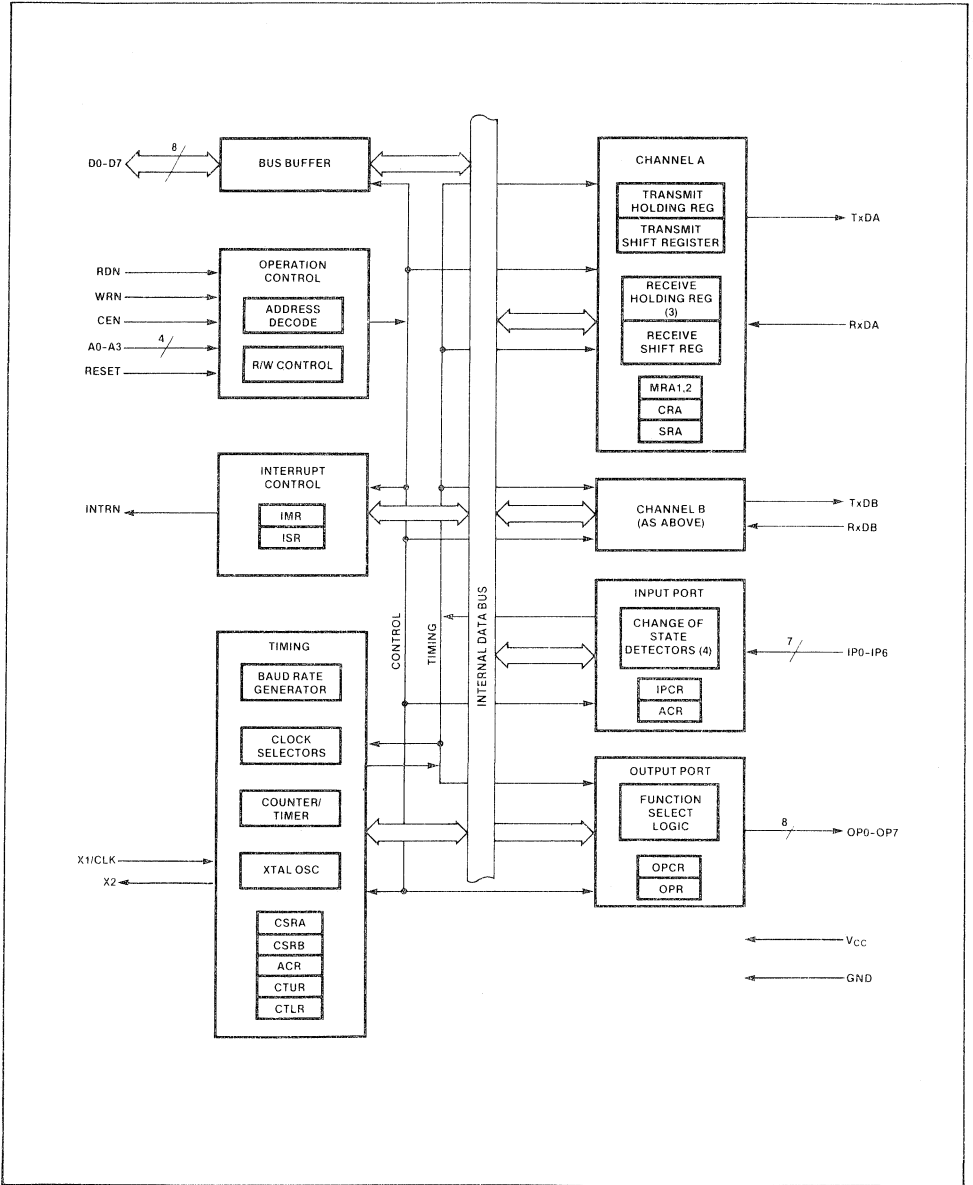 8
D0-D7
BUS BUFFER
RDN
WRN
CEN
A0-A3
4
RESET
OPERATION
CONTROL
ADDRESS
DECODE
R/W CONTROL
INTRN
INTERRUPT
CONTROL
IMR
ISR
TIMING
BAUD RATE
GENERATOR
CLOCK
SELECTORS
COUNTER/
TIMER
X1/CLK
X2
XTAL OSC
CSRA
CSRB
ACR
CTUR
CTLR
CONTROL
TIMING
INTERNAL DATA BUS
CHANNEL A
TRANSMIT
HOLDING REG
TRANSMIT
SHIFT REGISTER
TxDA
RECEIVE
HOLDING REG
(3)
RECEIVE
SHIFT REG
RxDA
MRA1,2
CRA
SRA
CHANNEL B
(AS ABOVE)
TxDB
RxDB
INPUT PORT
CHANGE OF
STATE
DETECTORS (4)
7
IP0-IP6
IPCR
ACR
OUTPUT PORT
FUNCTION
SELECT
LOGIC
8
OP0-OP7
OPCR
OPR
VCC
GND